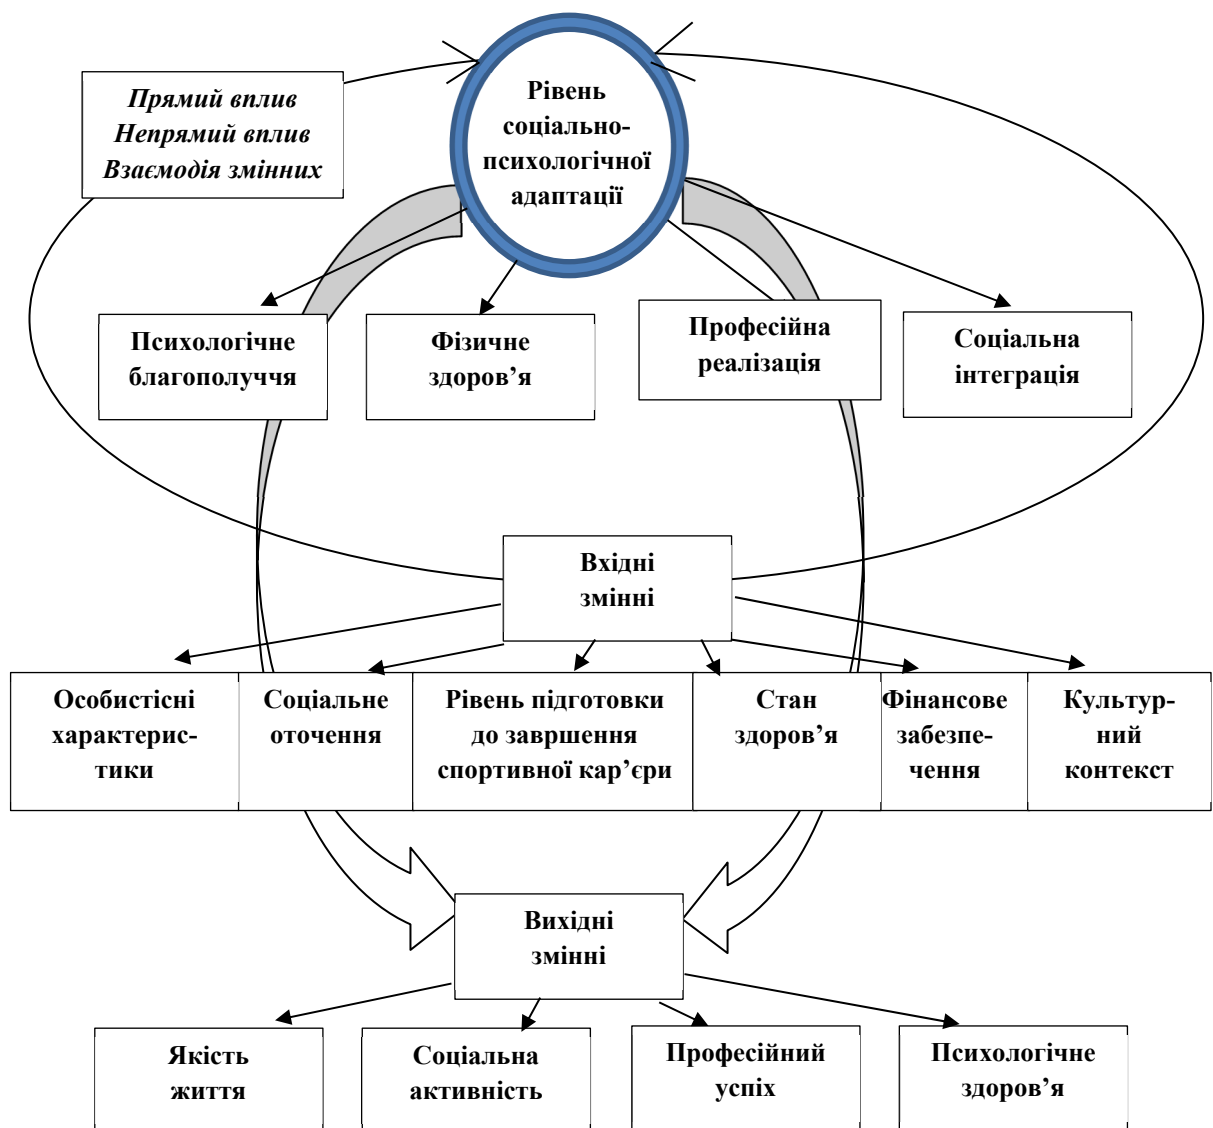 Прямий вплив
Непрямий вплив
Взаємодія змінних
Рівень
соціально-
психологічної
адаптації
Психологічне
благополуччя
Фізичне
здоров’я
Професійна
реалізація
Соціальна
інтеграція
Вхідні
змінні
Особистісні
характерис-
тики
Соціальне
оточення
Рівень підготовки
до завршення
спортивної кар’єри
Стан
здоров’я
Фінансове
забезпе-
чення
Культур-
ний
контекст
Вихідні
змінні
Якість
життя
Соціальна
активність
Професійний
успіх
Психологічне
здоров’я